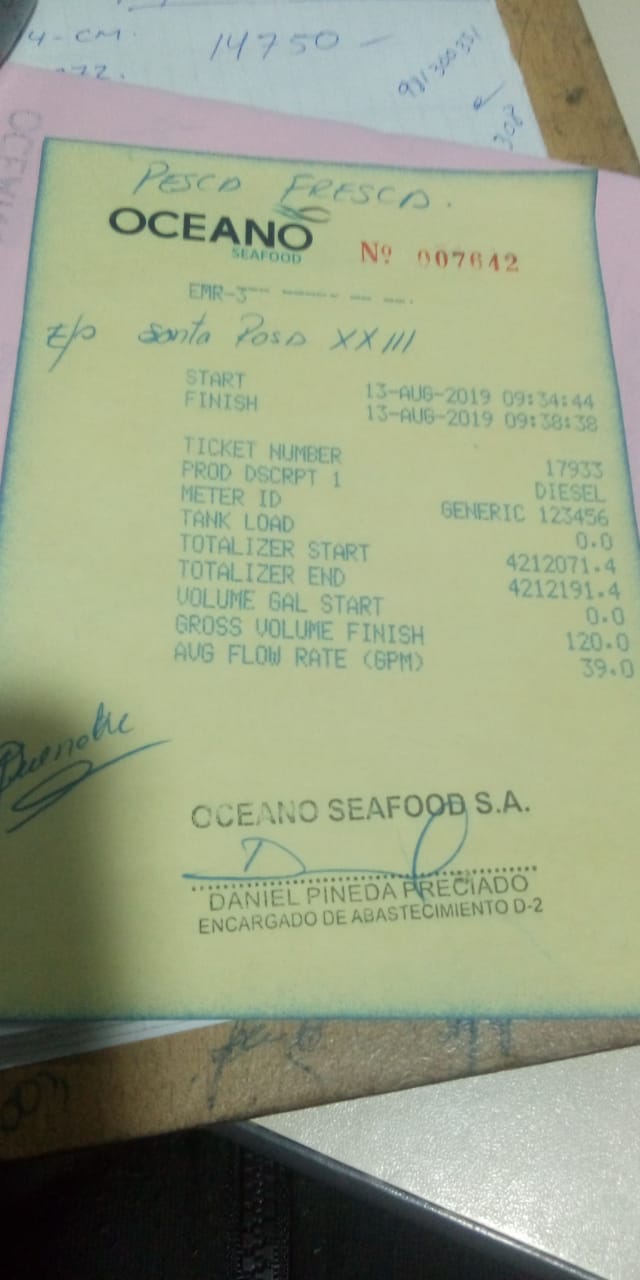 4-CM.
14750 -
PESCA FRESCA.
OCEANO
SEAFOOD
Nº 007642
EMR-3
E/P Santa Rosa XXIII
START 13-AUG-2019 09:34:44
FINISH 13-AUG-2019 09:38:38
TICKET NUMBER 17933
PROD DSCRPT 1 DIESEL
METER ID GENERIC 123456
TANK LOAD 0.0
TOTALIZER START 4212071.4
TOTALIZER END 4212191.4
VOLUME GAL START 0.0
GROSS VOLUME FINISH 120.0
AVG FLOW RATE (GPM) 39.0
OCEANO SEAFOOD S.A.
DANIEL PINEDA PRECIADO
ENCARGADO DE ABASTECIMIENTO D-2